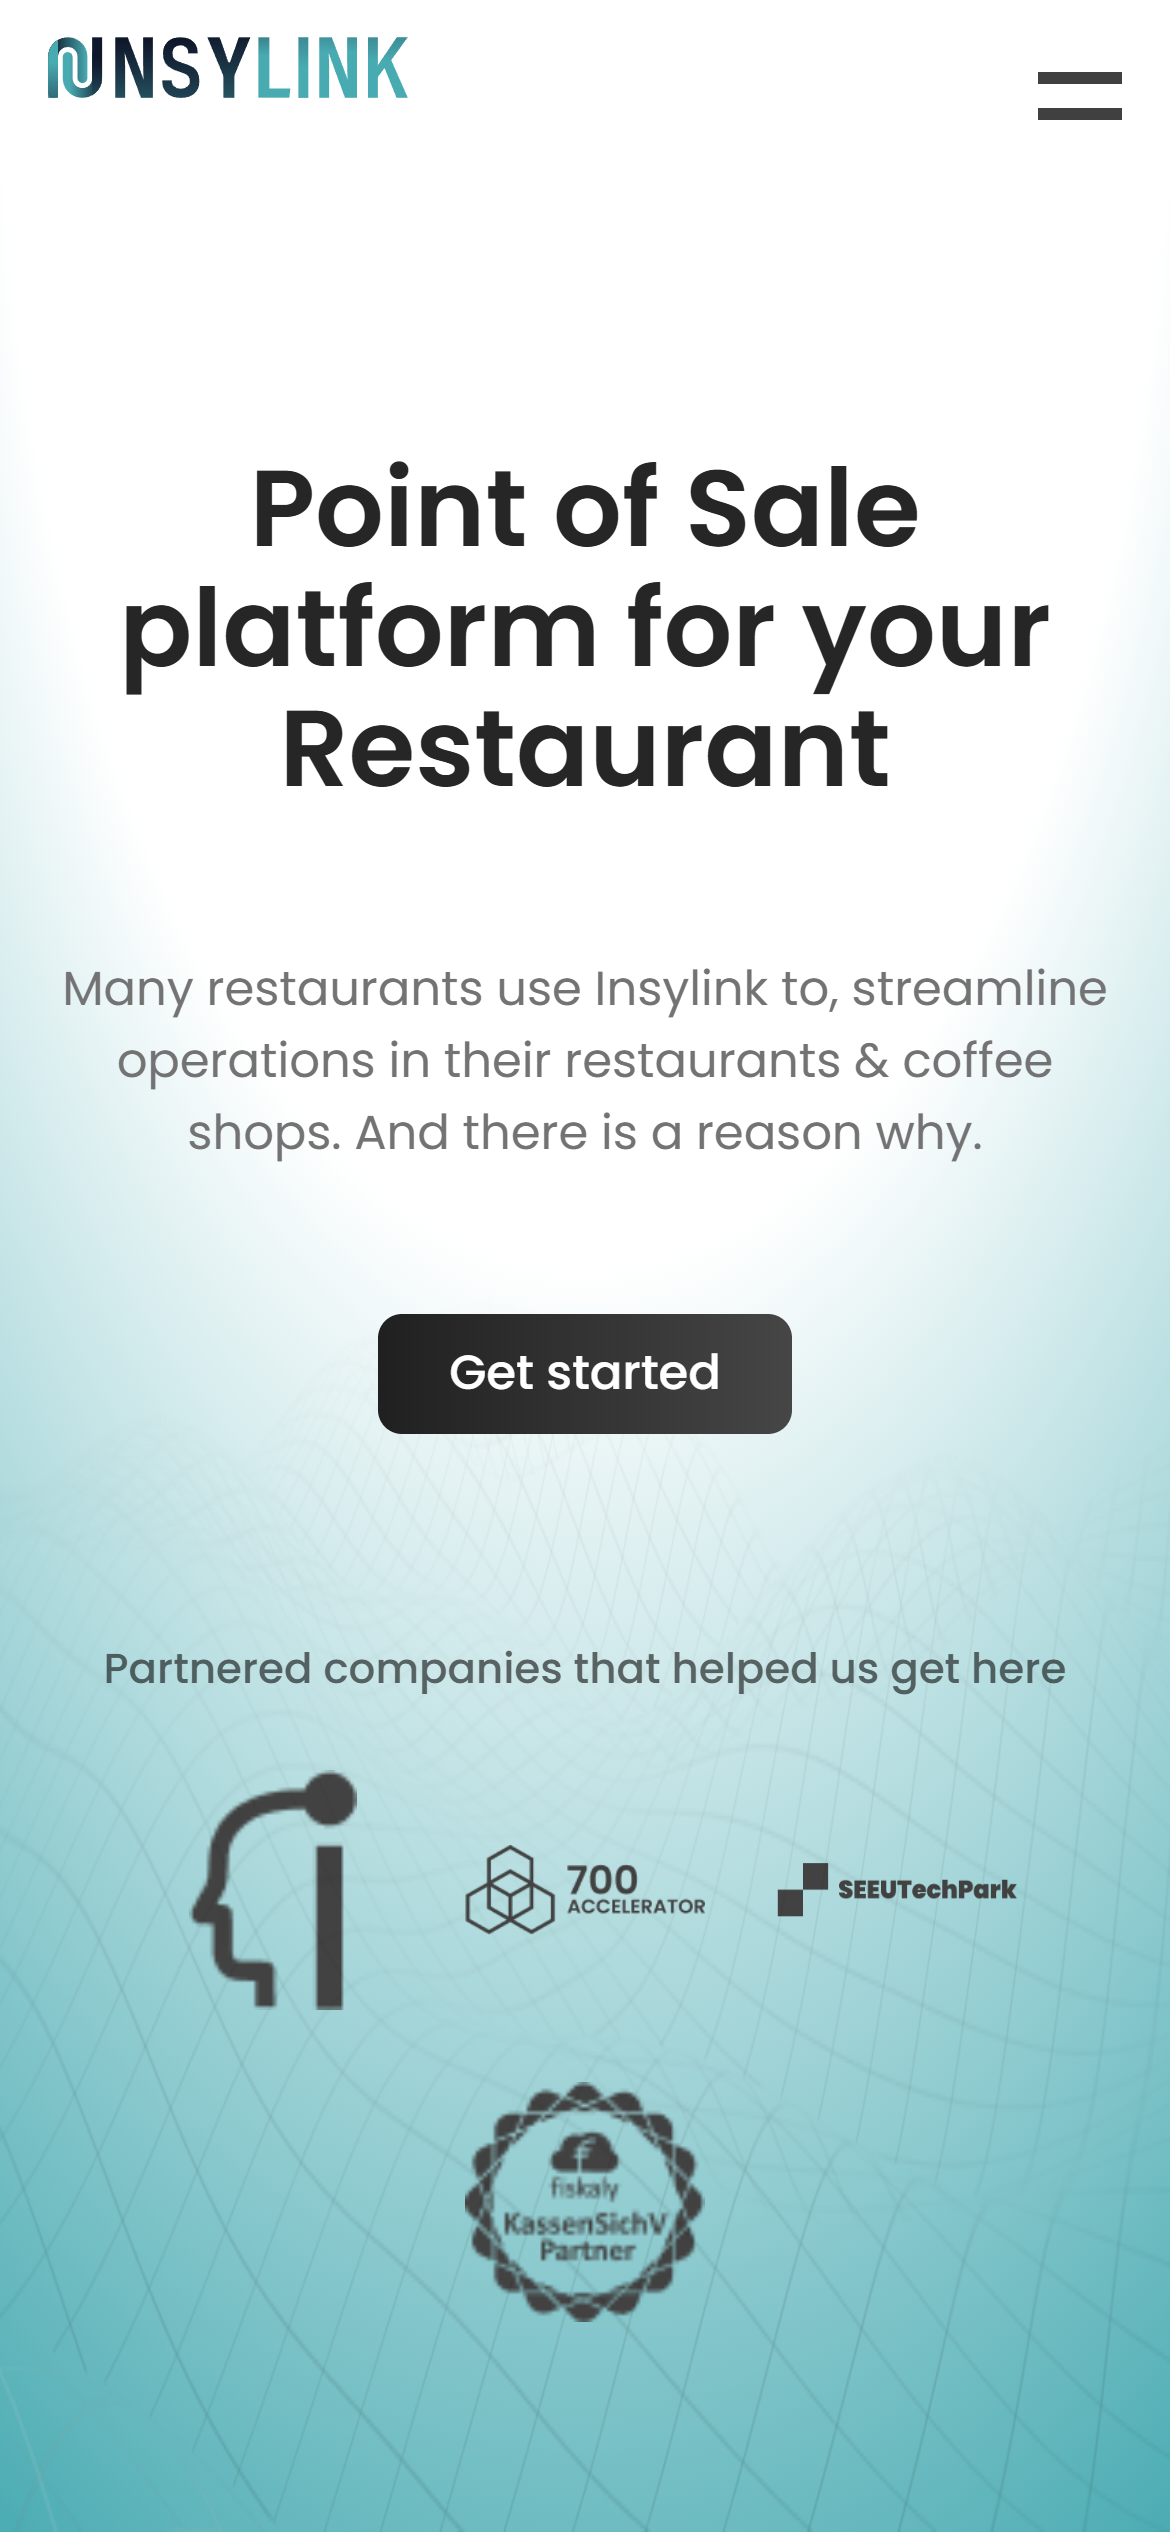 INSYLINK
Point of Sale
platform for your
Restaurant
Many restaurants use Insylink to, streamline
operations in their restaurants & coffee
shops. And there is a reason why.
Get started
Partnered companies that helped us get here
700
ACCELERATOR
SEEUTechPark
fiskaly
KassenSichV
Partner